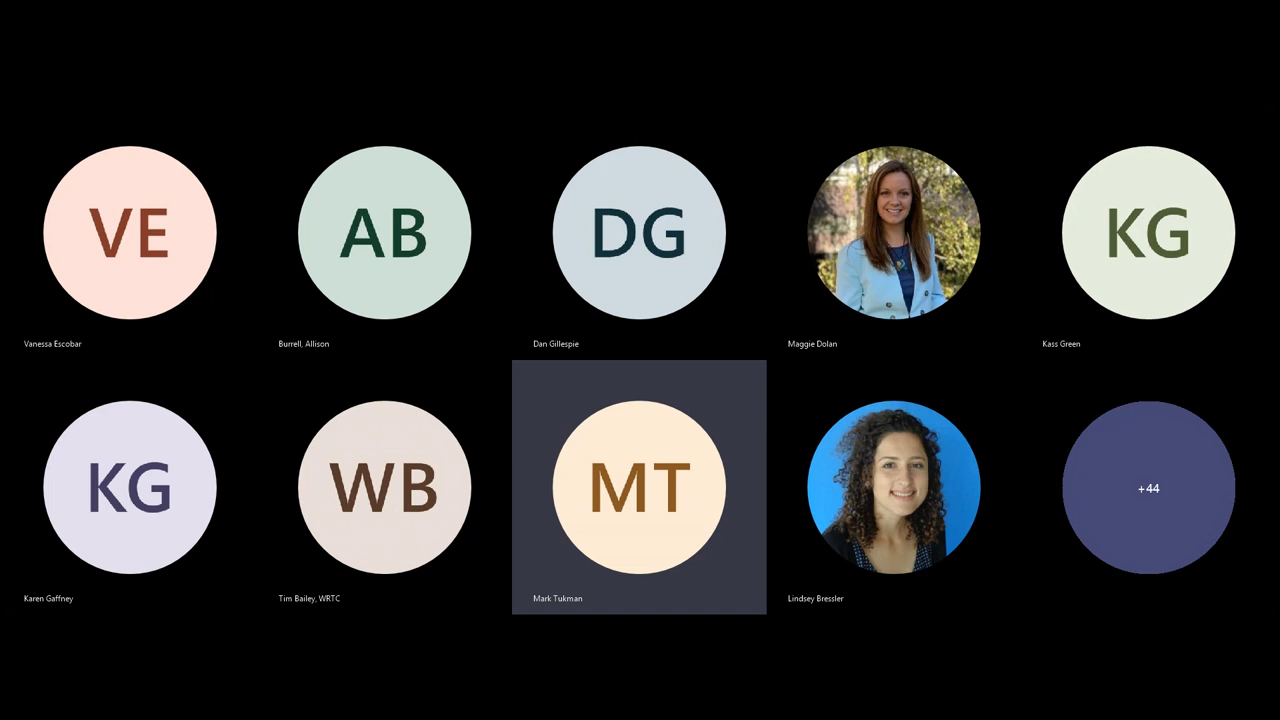 VE
AB
DG
KG
Vanessa Escobar
Burrell, Allison
Dan Gillespie
Maggie Dolan
Kass Green
KG
WB
MT
+44
Karen Gaffney
Tim Bailey, WRTC
Mark Tukman
Lindsey Bressler